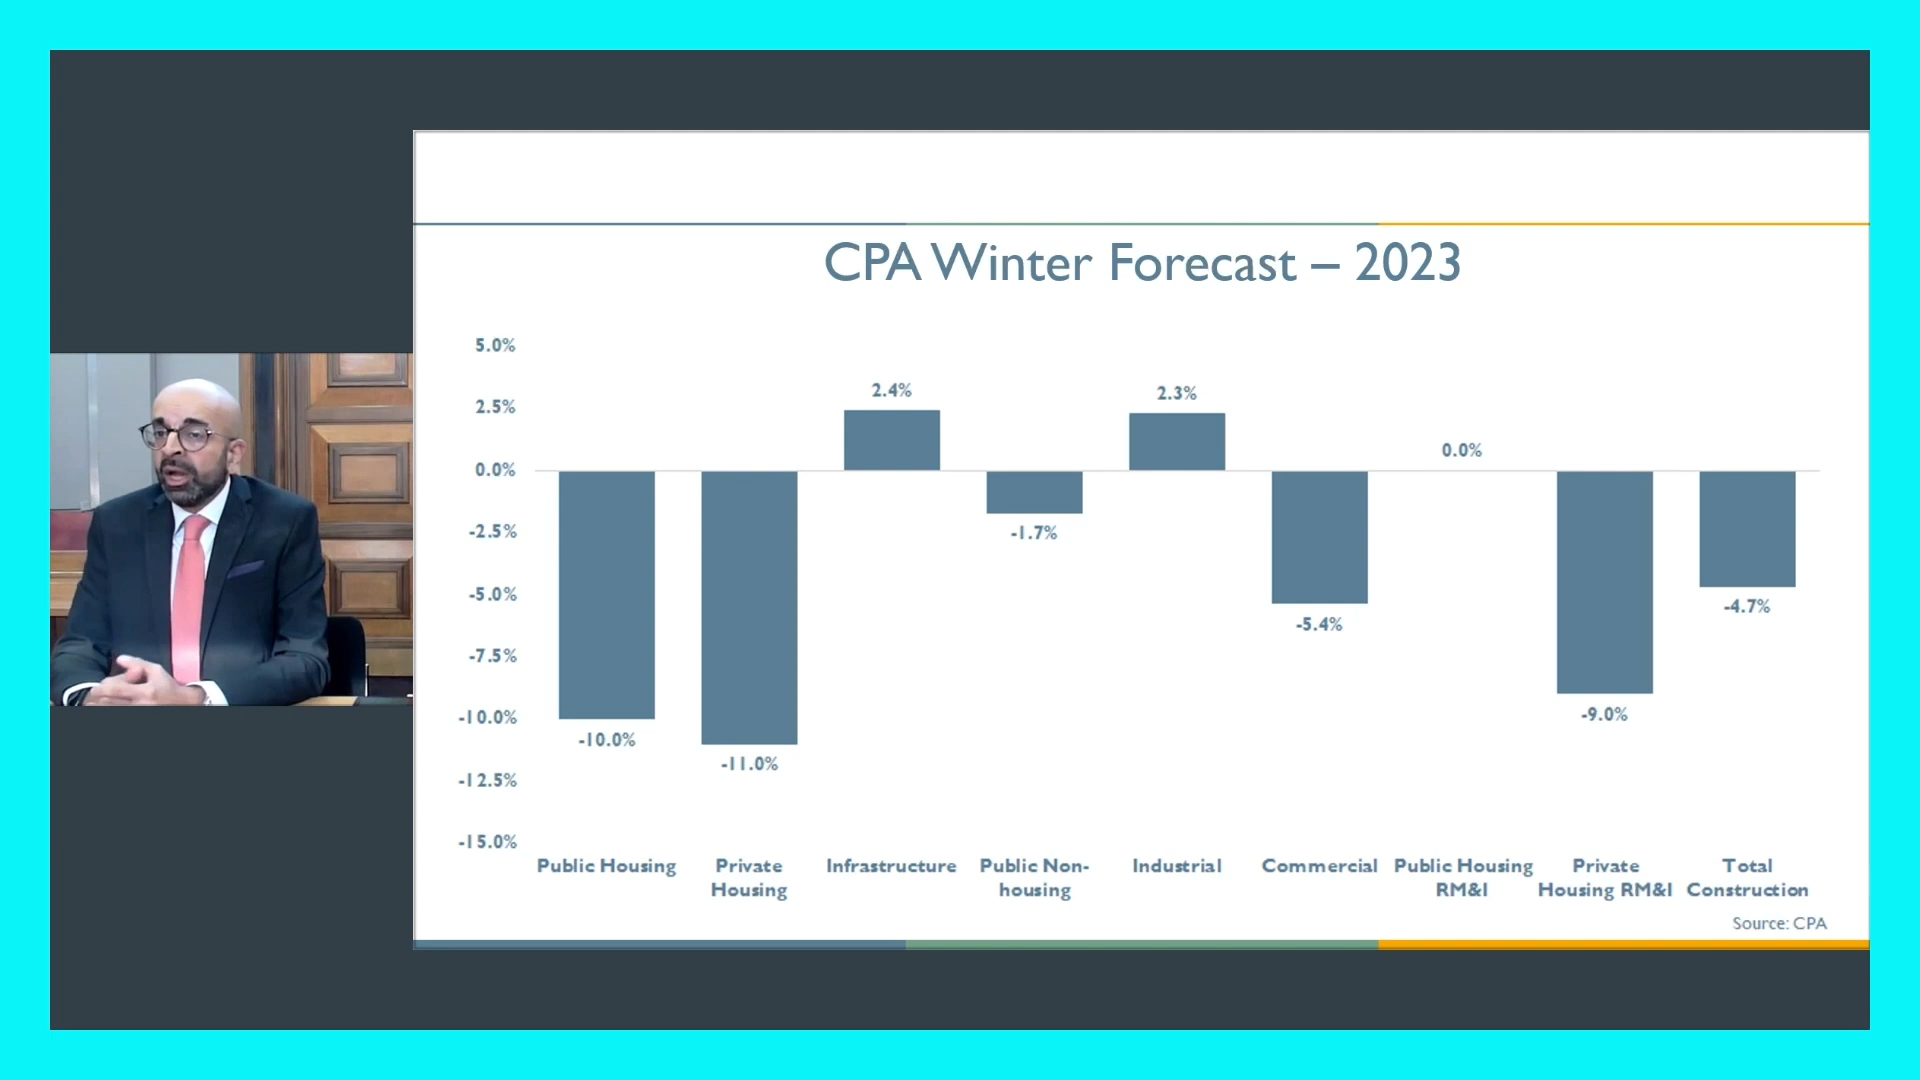 CPA Winter Forecast – 2023
5.0%
2.5%
0.0%
-2.5%
-5.0%
-7.5%
-10.0%
-12.5%
-15.0%
-10.0%
-11.0%
2.4%
-1.7%
2.3%
-5.4%
0.0%
-9.0%
-4.7%
Public Housing
Private
Housing
Infrastructure
Public Non-
housing
Industrial
Commercial
Public Housing
RM&I
Private
Housing RM&I
Total
Construction
Source: CPA